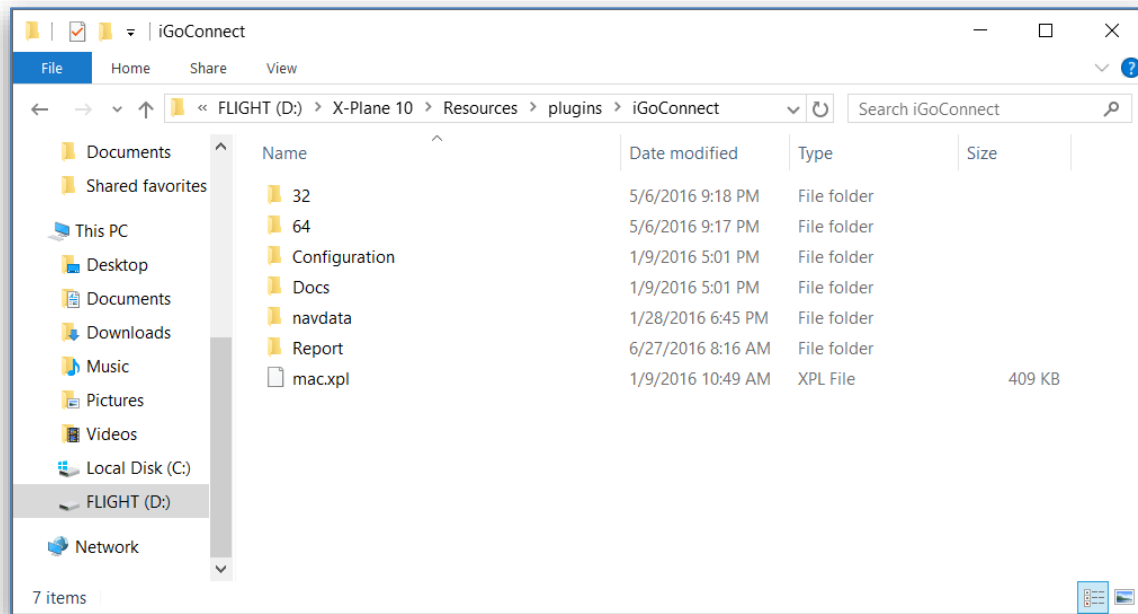 iGoConnect
File Home Share View
« FLIGHT (D:) > X-Plane 10 > Resources > plugins > iGoConnect
Search iGoConnect
Documents
Shared favorites
This PC
Desktop
Documents
Downloads
Music
Pictures
Videos
Local Disk (C:)
FLIGHT (D:)
Network
Name Date modified Type Size
32 5/6/2016 9:18 PM File folder
64 5/6/2016 9:17 PM File folder
Configuration 1/9/2016 5:01 PM File folder
Docs 1/9/2016 5:01 PM File folder
navdata 1/28/2016 6:45 PM File folder
Report 6/27/2016 8:16 AM File folder
mac.xpl 1/9/2016 10:49 AM XPL File 409 KB
7 items